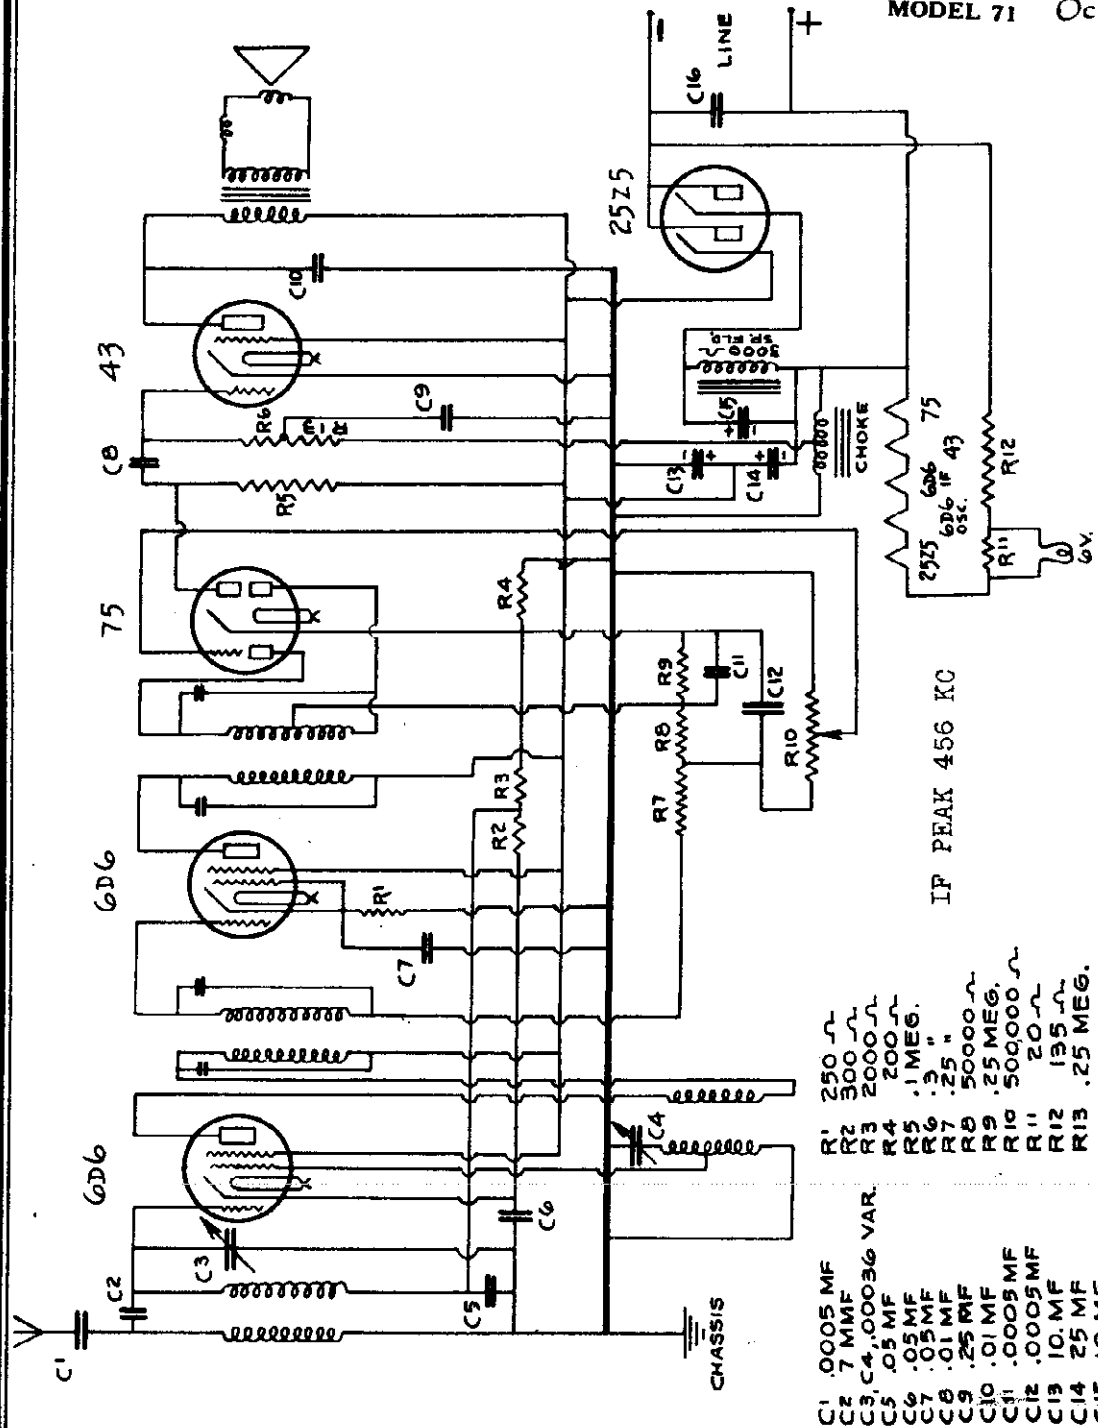 MODEL 71
Oc
C1
C2
C3
C4
C5
C6
6D6
6D6
75
43
25Z5
C7
R1
R2
R3
R4
R5
R6
C8
C9
C10
R7
R8
R9
C11
C12
R10
C13
C14
C15
C16
LINE
3000 Ω
SP. FLD.
CHOKE
25Z5 6D6 6D6 43 75
OSC. IF
R11
R12
6V.
CHASSIS
IF PEAK 456 KC
C1 .0005 MF
C2 7 MMF
C3, C4, .00036 VAR.
C5 .05 MF
C6 .05 MF
C7 .05 MF
C8 .01 MF
C9 .25 MF
C10 .01 MF
C11 .0005 MF
C12 .0005 MF
C13 10. MF
C14 25 MF
R1 250 Ω
R2 300 Ω
R3 2000 Ω
R4 200 Ω
R5 .1 MEG.
R6 .3 "
R7 .25 "
R8 50000 Ω
R9 .25 MEG.
R10 500,000 Ω
R11 20 Ω
R12 135 Ω
R13 .25 MEG.